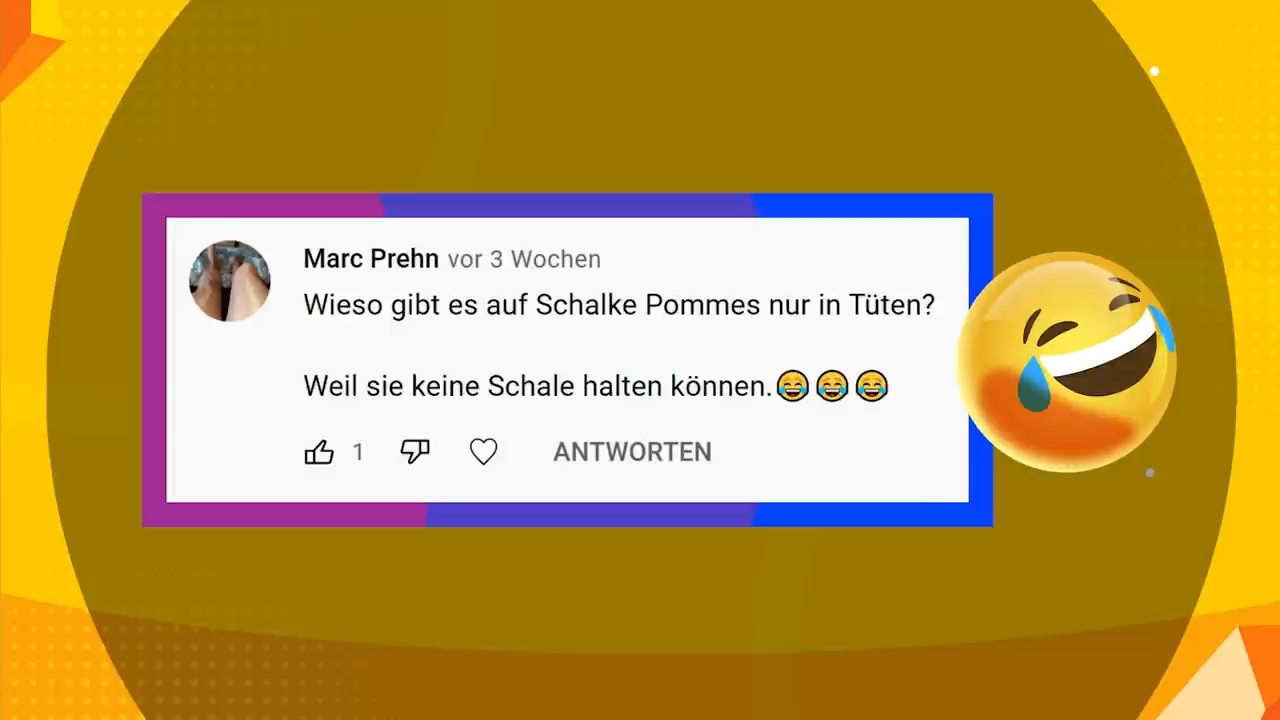 Marc Prehn vor 3 Wochen
Wieso gibt es auf Schalke Pommes nur in Tüten?
Weil sie keine Schale halten können.😂😂😂
1 ANTWORTEN